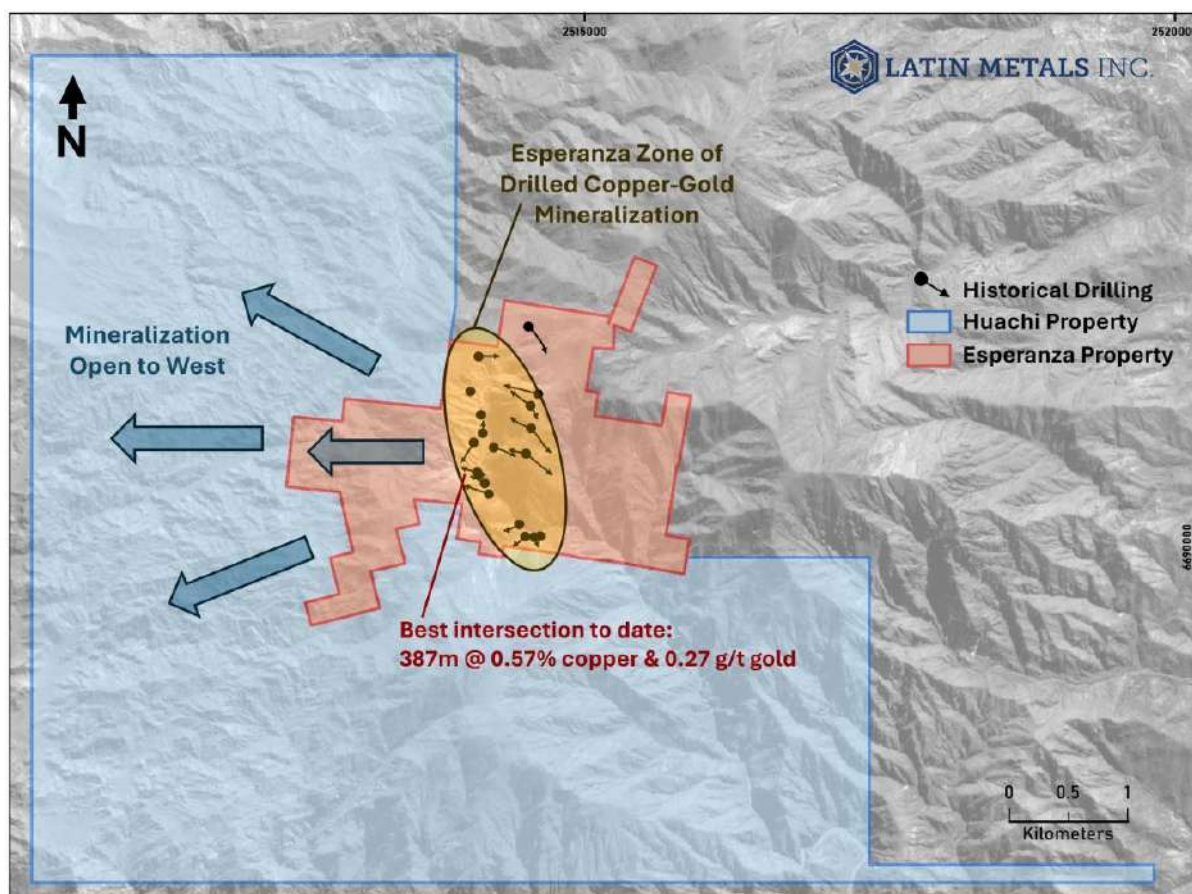 2515000
2520000
LATIN METALS INC.
N
Esperanza Zone of
Drilled Copper-Gold
Mineralization
Historical Drilling
Huachi Property
Esperanza Property
Mineralization
Open to West
6690000
Best intersection to date:
387m @ 0.57% copper & 0.27 g/t gold
0 0.5 1
Kilometers